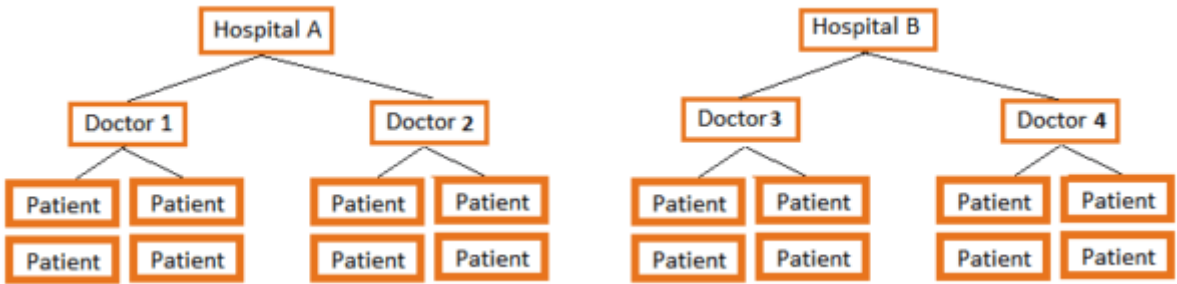 Hospital A
Hospital B
Doctor 1
Doctor 2
Doctor 3
Doctor 4
Patient Patient Patient Patient Patient Patient Patient Patient
Patient Patient Patient Patient Patient Patient Patient Patient